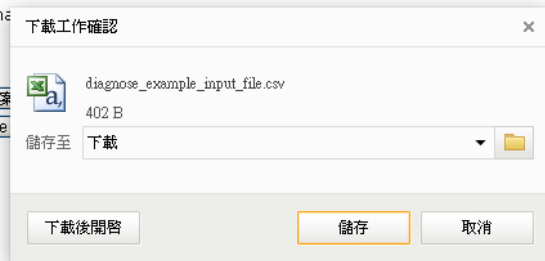 下載工作確認
diagnose_example_input_file.csv
402 B
儲存至 下載
下載後開啓 儲存 取消